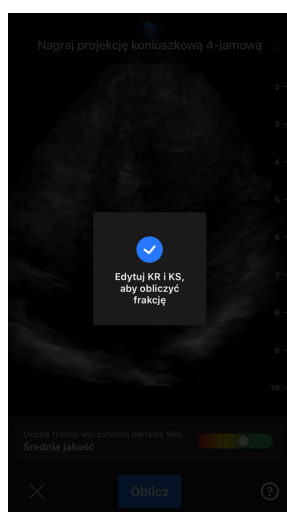 Nagraj projekcję koniuszkową 4-jamową
1
2
3
4
5
6
7
8
9
10
Edytuj KR i KS,
aby obliczyć
frakcję
Ocena frakcji wyrzutowej metodą Sim...
Średnia jakość
Oblicz
?